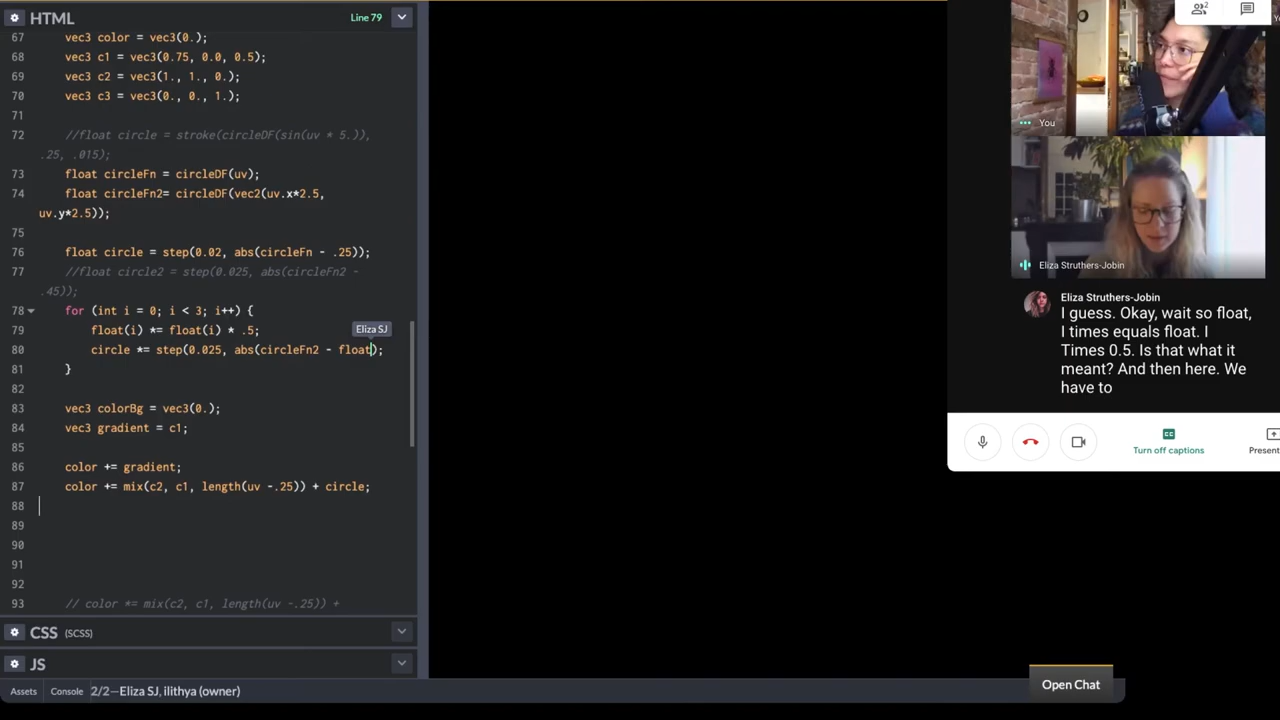 HTML
Line 79
67 vec3 color = vec3(0.);
68 vec3 c1 = vec3(0.75, 0.0, 0.5);
69 vec3 c2 = vec3(1., 1., 0.);
70 vec3 c3 = vec3(0., 0., 1.);
71
72 //float circle = stroke(circleDF(sin(uv * 5.)),
.25, .015);
73 float circleFn = circleDF(uv);
74 float circleFn2= circleDF(vec2(uv.x*2.5,
uv.y*2.5));
75
76 float circle = step(0.02, abs(circleFn - .25));
77 //float circle2 = step(0.025, abs(circleFn2 -
.45));
78 for (int i = 0; i < 3; i++) {
79 float(i) *= float(i) * .5;
Eliza SJ
80 circle *= step(0.025, abs(circleFn2 - float);
81 }
82
83 vec3 colorBg = vec3(0.);
84 vec3 gradient = c1;
85
86 color += gradient;
87 color += mix(c2, c1, length(uv -.25)) + circle;
88
89
90
91
92
93 // color *= mix(c2, c1, length(uv -.25)) +
CSS (SCSS)
JS
Assets Console 2/2—Eliza SJ, ilithya (owner)
2
You
Eliza Struthers-Jobin
Eliza Struthers-Jobin
I guess. Okay, wait so float,
I times equals float. I
Times 0.5. Is that what it
meant? And then here. We
have to
Turn off captions
Present
Open Chat